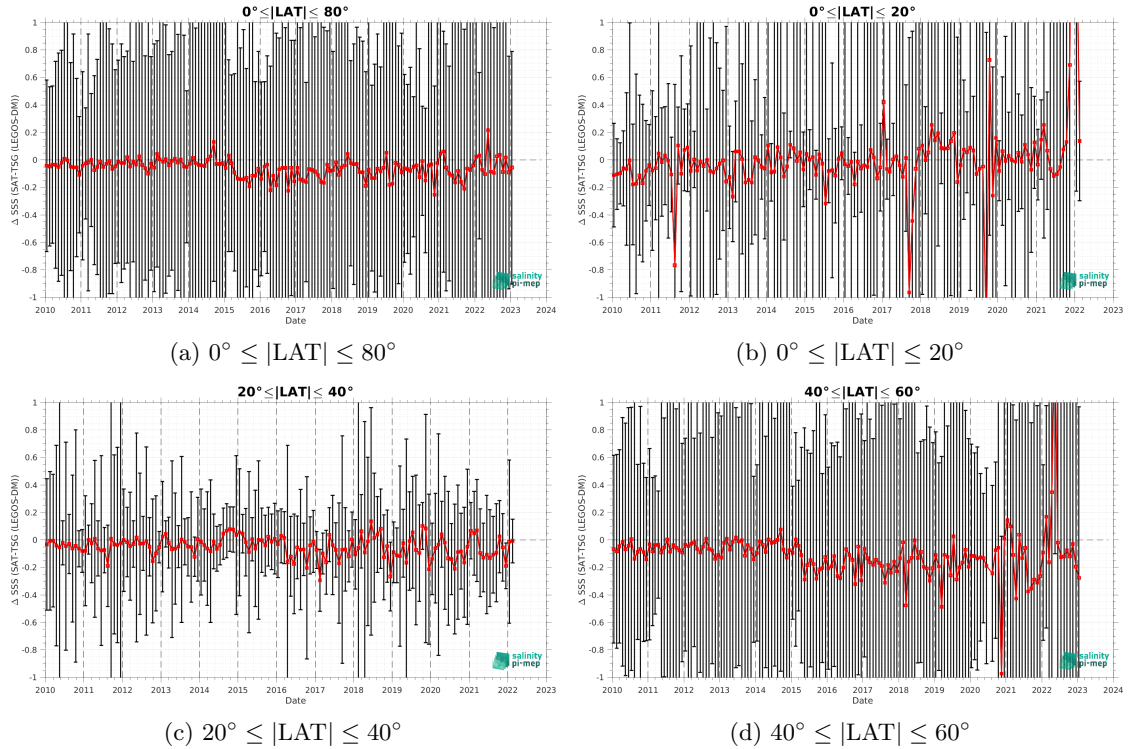 0°≤|LAT|≤ 80°
1
0.8
0.6
0.4
0.2
0
-0.2
-0.4
-0.6
-0.8
-1
Δ SSS (SAT-TSG (LEGOS-DM))
2010 2011 2012 2013 2014 2015 2016 2017 2018 2019 2020 2021 2022 2023 2024
Date
salinity
pi-mep
(a) 0° ≤ |LAT| ≤ 80°
0°≤|LAT|≤ 20°
1
0.8
0.6
0.4
0.2
0
-0.2
-0.4
-0.6
-0.8
-1
Δ SSS (SAT-TSG (LEGOS-DM))
2010 2011 2012 2013 2014 2015 2016 2017 2018 2019 2020 2021 2022 2023
Date
salinity
pi-mep
(b) 0° ≤ |LAT| ≤ 20°
20°≤|LAT|≤ 40°
1
0.8
0.6
0.4
0.2
0
-0.2
-0.4
-0.6
-0.8
-1
Δ SSS (SAT-TSG (LEGOS-DM))
2010 2011 2012 2013 2014 2015 2016 2017 2018 2019 2020 2021 2022 2023
Date
salinity
pi-mep
(c) 20° ≤ |LAT| ≤ 40°
40°≤|LAT|≤ 60°
1
0.8
0.6
0.4
0.2
0
-0.2
-0.4
-0.6
-0.8
-1
Δ SSS (SAT-TSG (LEGOS-DM))
2010 2011 2012 2013 2014 2015 2016 2017 2018 2019 2020 2021 2022 2023 2024
Date
salinity
pi-mep
(d) 40° ≤ |LAT| ≤ 60°